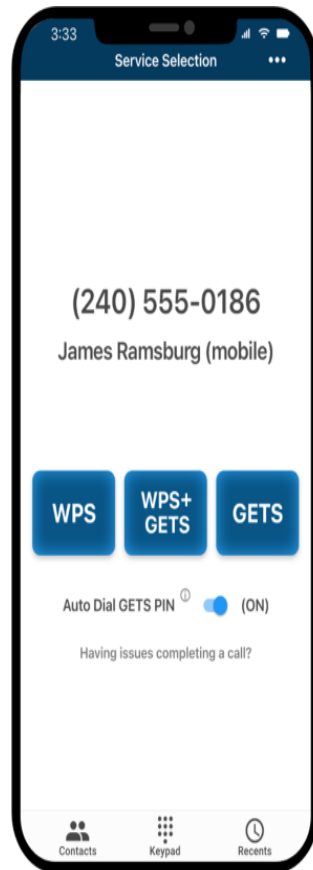 3:33
Service Selection
(240) 555-0186
James Ramsburg (mobile)
WPS
WPS+
GETS
GETS
Auto Dial GETS PIN (ON)
Having issues completing a call?
Contacts Keypad Recents